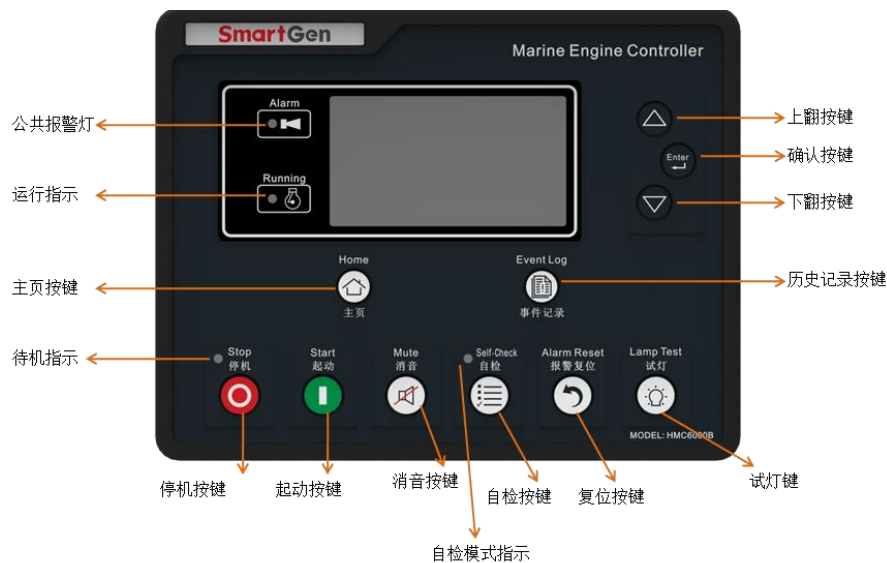 SmartGen
Marine Engine Controller
Alarm
公共报警灯
上翻按键
Enter
确认按键
Running
运行指示
下翻按键
Home
Event Log
主页按键
历史记录按键
主页
事件记录
待机指示
Stop
停机
Start
起动
Mute
消音
Self-Check
自检
Alarm Reset
报警复位
Lamp Test
试灯
MODEL: HMC6000B
停机按键
起动按键
消音按键
自检按键
复位按键
试灯键
自检模式指示